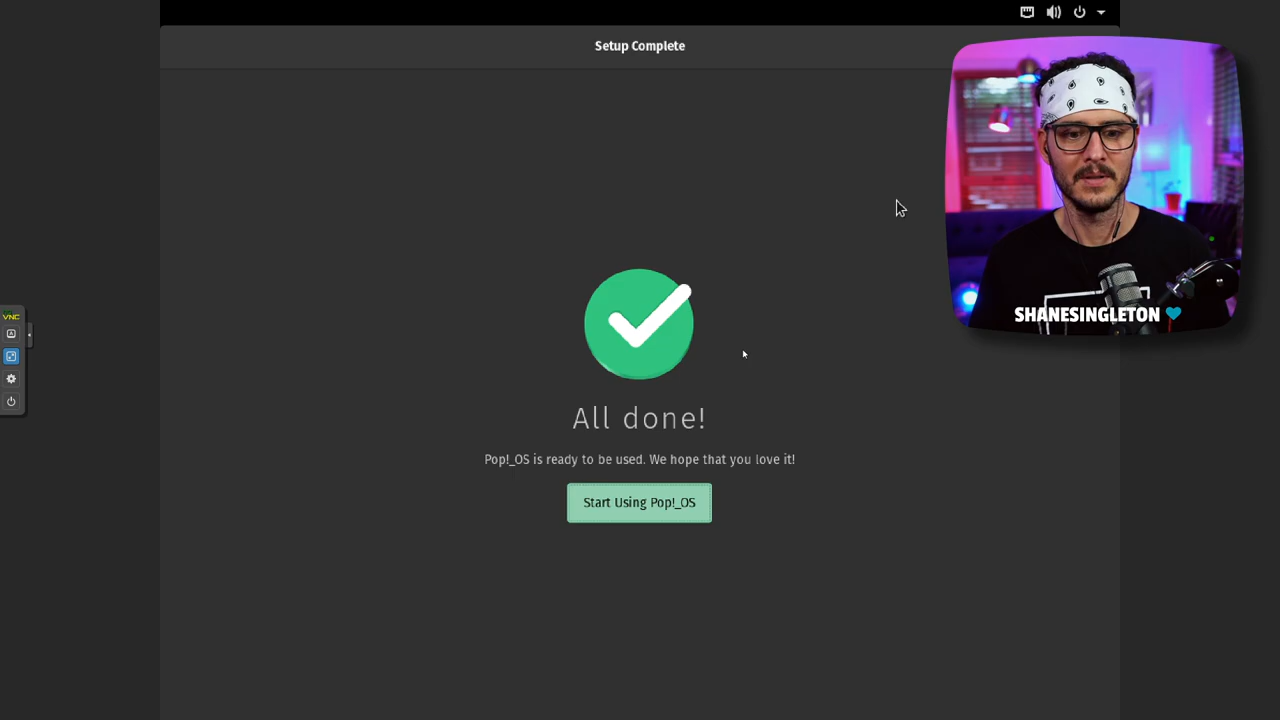 Setup Complete
VNC
SHANESINGLETON
All done!
Pop!_OS is ready to be used. We hope that you love it!
Start Using Pop!_OS